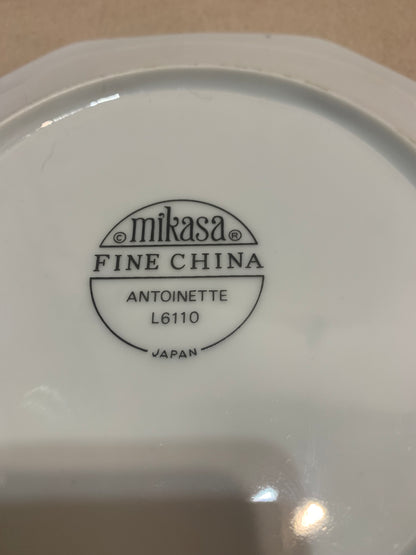 © mikasa ®
FINE CHINA
ANTOINETTE
L6110
JAPAN